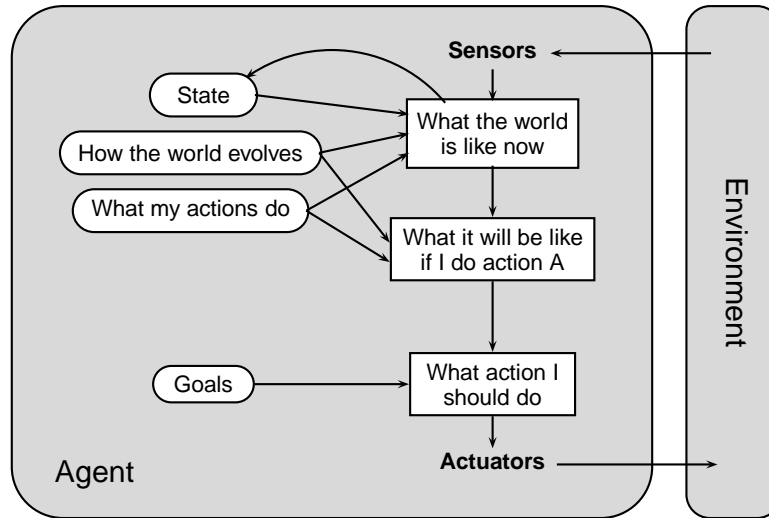 Sensors
State
What the world
is like now
How the world evolves
What my actions do
What it will be like
if I do action A
Goals
What action I
should do
Agent
Actuators
Environment